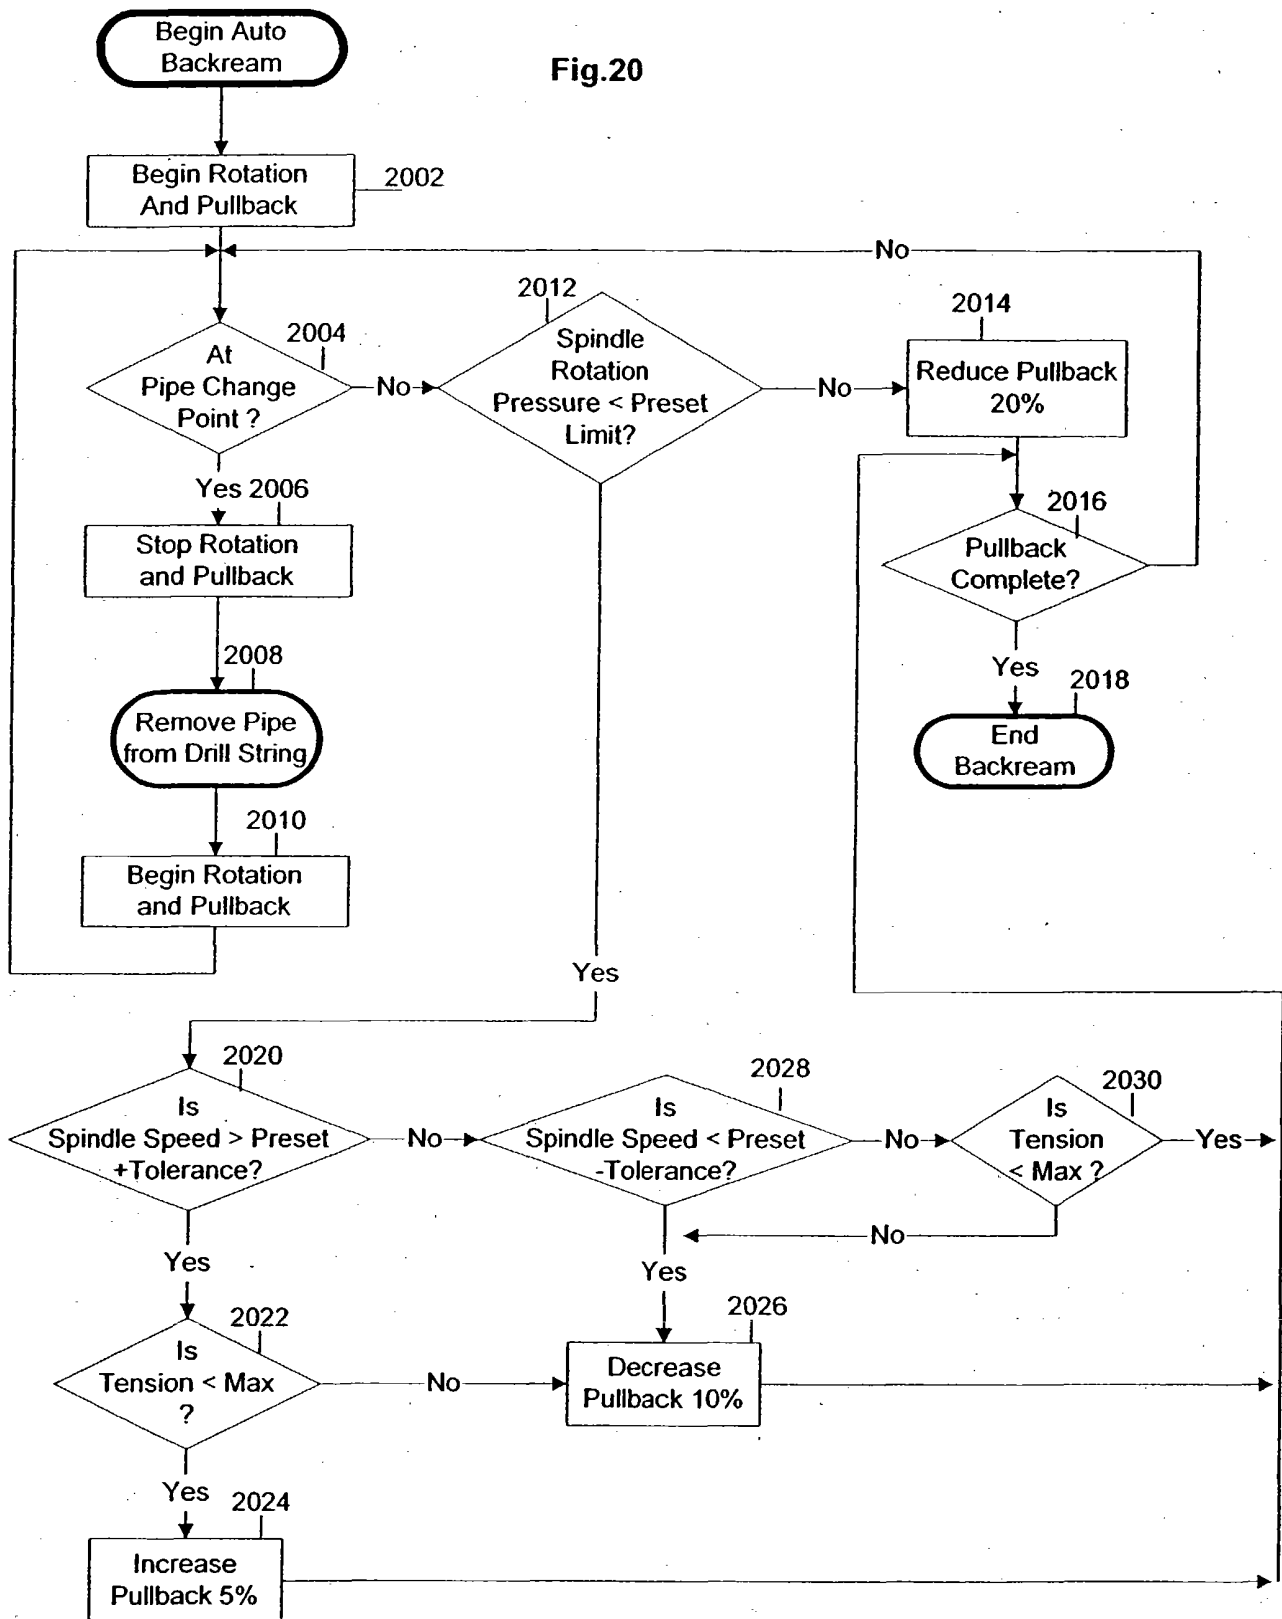 Begin Auto
Backream
Fig.20
Begin Rotation
And Pullback
2002
No
2004
At
Pipe Change
Point ?
No
2012
Spindle
Rotation
Pressure < Preset
Limit?
No
2014
Reduce Pullback
20%
Yes
2006
Stop Rotation
and Pullback
2016
Pullback
Complete?
2008
Remove Pipe
from Drill String
Yes
2018
End
Backream
2010
Begin Rotation
and Pullback
Yes
2020
Is
Spindle Speed > Preset
+Tolerance?
No
2028
Is
Spindle Speed < Preset
-Tolerance?
No
2030
Is
Tension
< Max ?
Yes
No
Yes
Yes
2022
Is
Tension < Max
?
No
2026
Decrease
Pullback 10%
Yes
2024
Increase
Pullback 5%